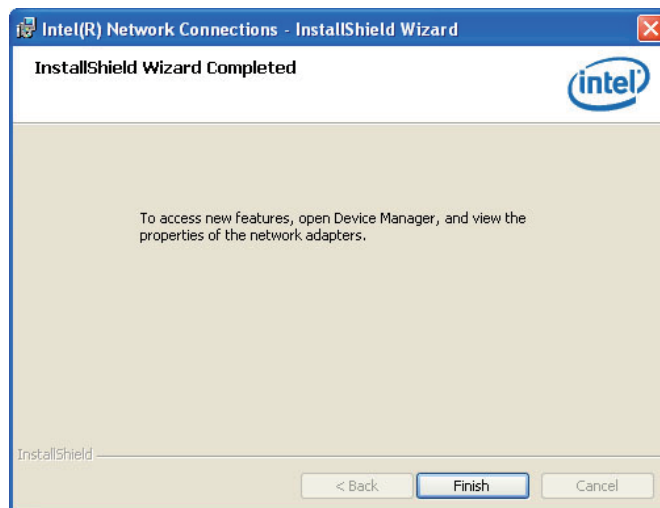 Intel(R) Network Connections - InstallShield Wizard
InstallShield Wizard Completed
intel
To access new features, open Device Manager, and view the
properties of the network adapters.
InstallShield
< Back
Finish
Cancel